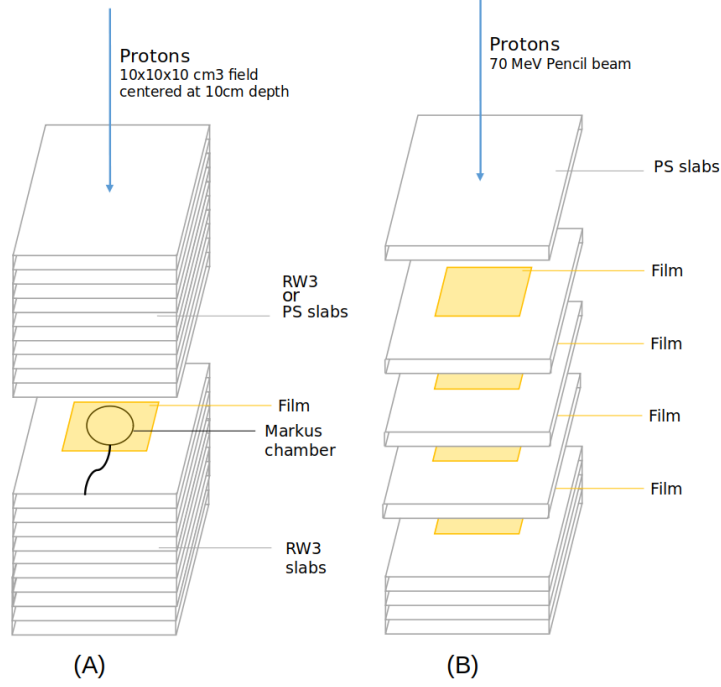 Protons
10x10x10 cm3 field
centered at 10cm depth
RW3
or
PS slabs
Film
Markus
chamber
RW3
slabs
(A)
Protons
70 MeV Pencil beam
PS slabs
Film
Film
Film
Film
(B)